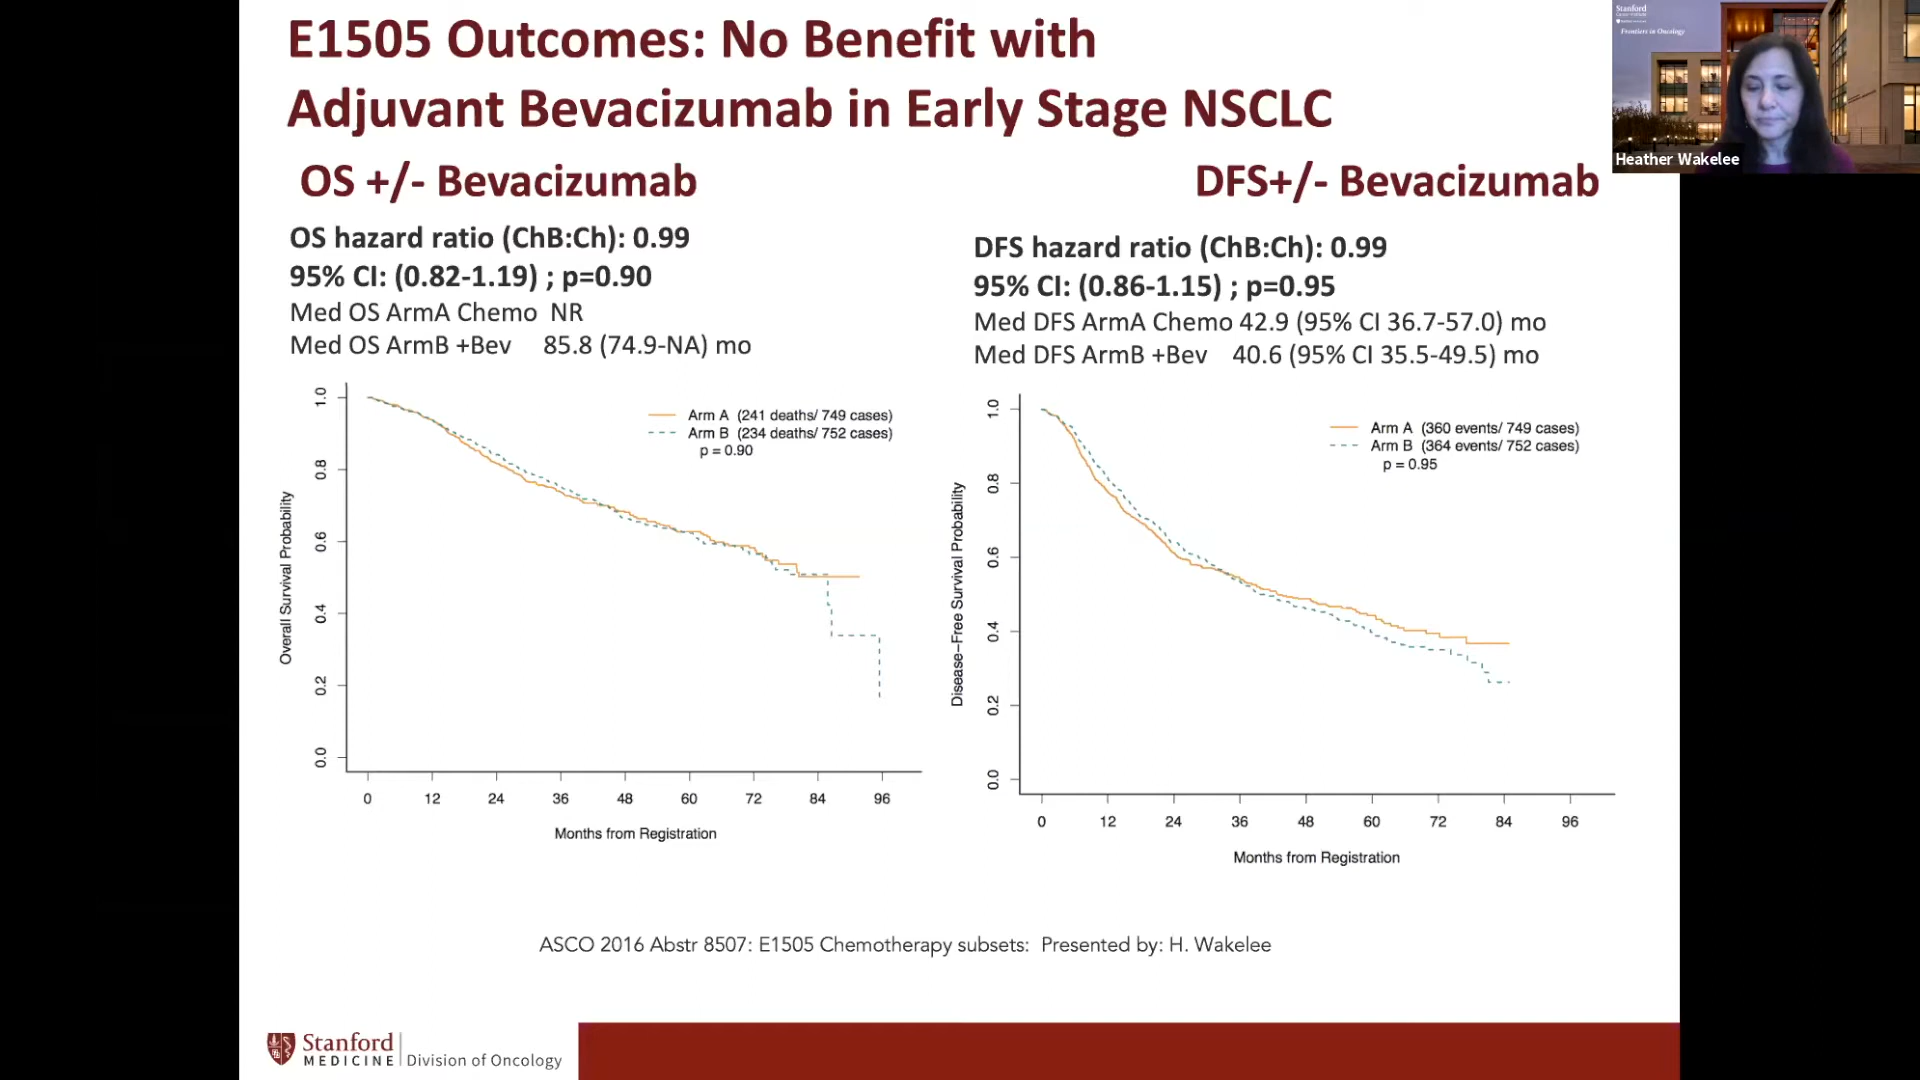 E1505 Outcomes: No Benefit with
Adjuvant Bevacizumab in Early Stage NSCLC
OS +/- Bevacizumab
OS hazard ratio (ChB:Ch): 0.99
95% CI: (0.82-1.19) ; p=0.90
Med OS ArmA Chemo NR
Med OS ArmB +Bev 85.8 (74.9-NA) mo
Arm A (241 deaths/ 749 cases)
Arm B (234 deaths/ 752 cases)
p = 0.90
Overall Survival Probability
1.0
0.8
0.6
0.4
0.2
0.0
0 12 24 36 48 60 72 84 96
Months from Registration
DFS+/- Bevacizumab
DFS hazard ratio (ChB:Ch): 0.99
95% CI: (0.86-1.15) ; p=0.95
Med DFS ArmA Chemo 42.9 (95% CI 36.7-57.0) mo
Med DFS ArmB +Bev 40.6 (95% CI 35.5-49.5) mo
Arm A (360 events/ 749 cases)
Arm B (364 events/ 752 cases)
p = 0.95
Disease-Free Survival Probability
1.0
0.8
0.6
0.4
0.2
0.0
0 12 24 36 48 60 72 84 96
Months from Registration
ASCO 2016 Abstr 8507: E1505 Chemotherapy subsets: Presented by: H. Wakelee
Stanford
MEDICINE
Division of Oncology
Stanford
Frontiers in Oncology
Heather Wakelee